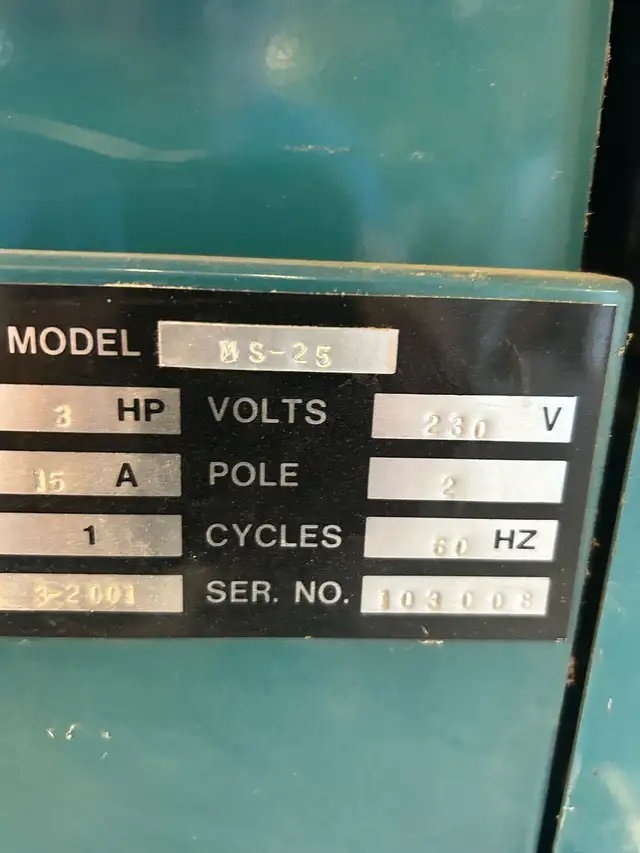 MODEL MS-25
3 HP VOLTS 230 V
15 A POLE 2
1 CYCLES 60 HZ
3-2001 SER. NO. 103008